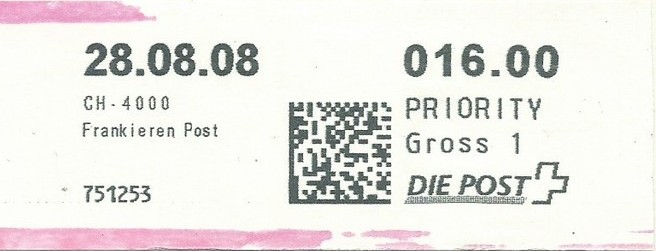 28.08.08
CH-4000
Frankieren Post
751253
016.00
PRIORITY
Gross 1
DIE POST